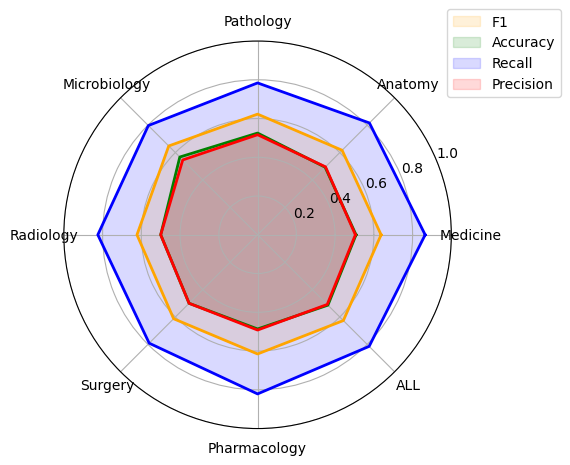 F1
Accuracy
Recall
Precision
Pathology
Microbiology
Anatomy
1.0
0.8
0.6
0.4
0.2
Radiology
Medicine
Surgery
ALL
Pharmacology